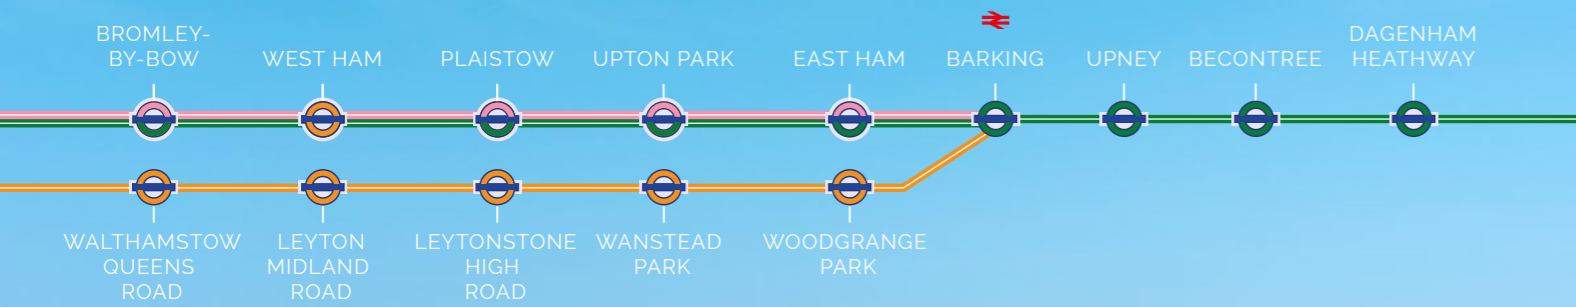 BROMLEY-
BY-BOW
WEST HAM
PLAISTOW
UPTON PARK
EAST HAM
BARKING
UPNEY
BECONTREE
DAGENHAM
HEATHWAY
WALTHAMSTOW
QUEENS
ROAD
LEYTON
MIDLAND
ROAD
LEYTONSTONE
HIGH
ROAD
WANSTEAD
PARK
WOODGRANGE
PARK